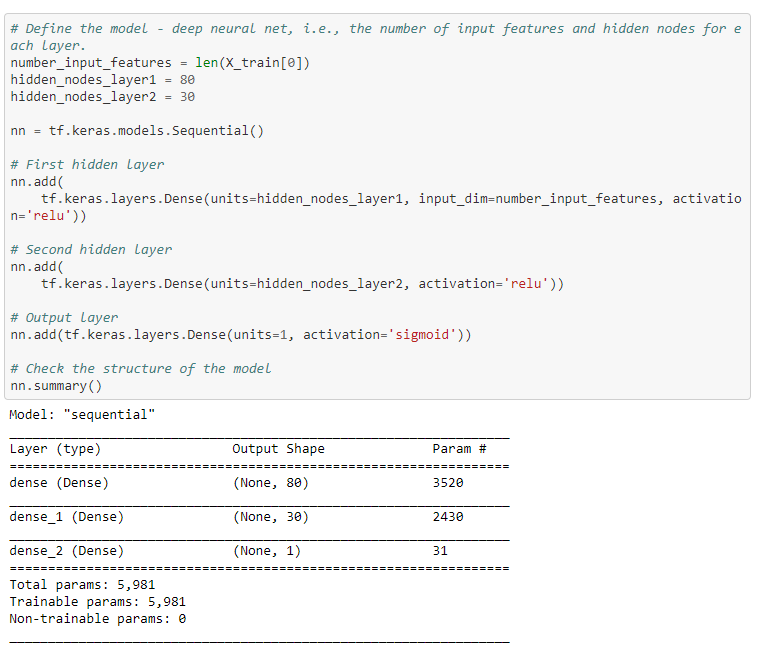 # Define the model - deep neural net, i.e., the number of input features and hidden nodes for e
ach layer.
number_input_features = len(X_train[0])
hidden_nodes_layer1 = 80
hidden_nodes_layer2 = 30
nn = tf.keras.models.Sequential()
# First hidden layer
nn.add(
    tf.keras.layers.Dense(units=hidden_nodes_layer1, input_dim=number_input_features, activatio
n='relu'))
# Second hidden layer
nn.add(
    tf.keras.layers.Dense(units=hidden_nodes_layer2, activation='relu'))
# Output layer
nn.add(tf.keras.layers.Dense(units=1, activation='sigmoid'))
# Check the structure of the model
nn.summary()
Model: "sequential"
_________________________________________________________________
Layer (type)                 Output Shape              Param #
=================================================================
dense (Dense)                (None, 80)                3520
_________________________________________________________________
dense_1 (Dense)              (None, 30)                2430
_________________________________________________________________
dense_2 (Dense)              (None, 1)                 31
=================================================================
Total params: 5,981
Trainable params: 5,981
Non-trainable params: 0
_________________________________________________________________